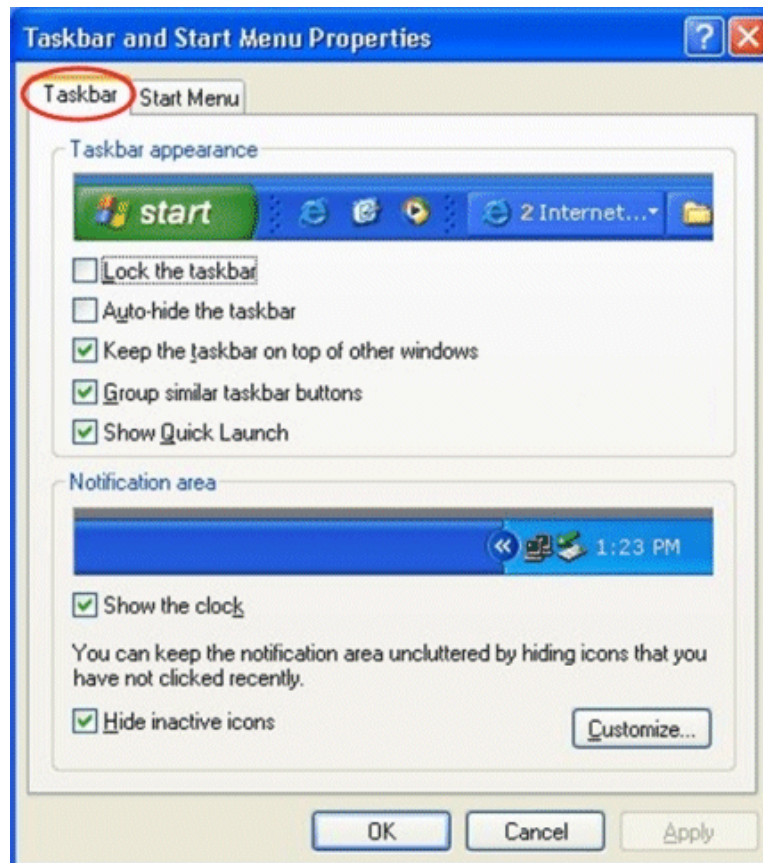 Taskbar and Start Menu Properties
Taskbar
Start Menu
Taskbar appearance
start
2 Internet...
Lock the taskbar
Auto-hide the taskbar
Keep the taskbar on top of other windows
Group similar taskbar buttons
Show Quick Launch
Notification area
1:23 PM
Show the clock
You can keep the notification area uncluttered by hiding icons that you
have not clicked recently.
Hide inactive icons
Customize...
OK
Cancel
Apply